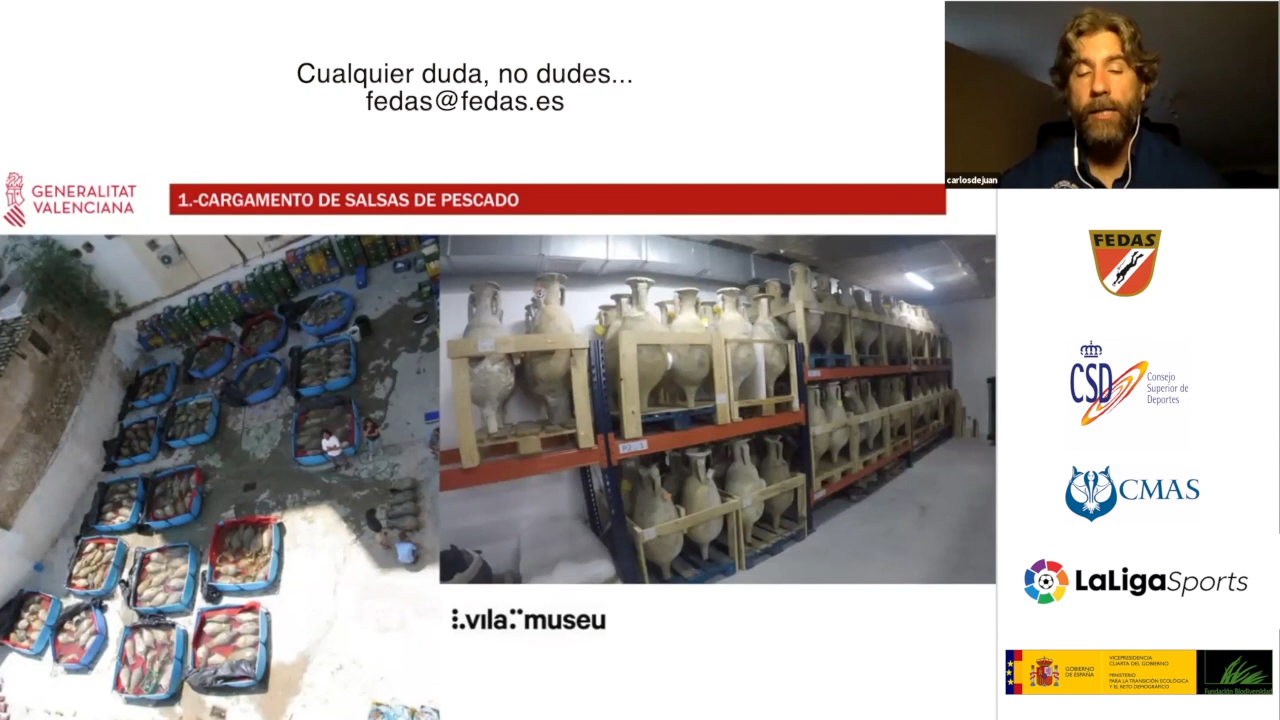 Cualquier duda, no dudes...
fedas@fedas.es
carlosdejuan
GENERALITAT
VALENCIANA
1.-CARGAMENTO DE SALSAS DE PESCADO
FEDAS
CSD
Consejo
Superior de
Deportes
CMAS
LaLigaSports
vila museu
GOBIERNO
DE ESPAÑA
VICEPRESIDENCIA
CUARTA DEL GOBIERNO
MINISTERIO
PARA LA TRANSICIÓN ECOLÓGICA
Y EL RETO DEMOGRÁFICO
Fundación Biodiversidad